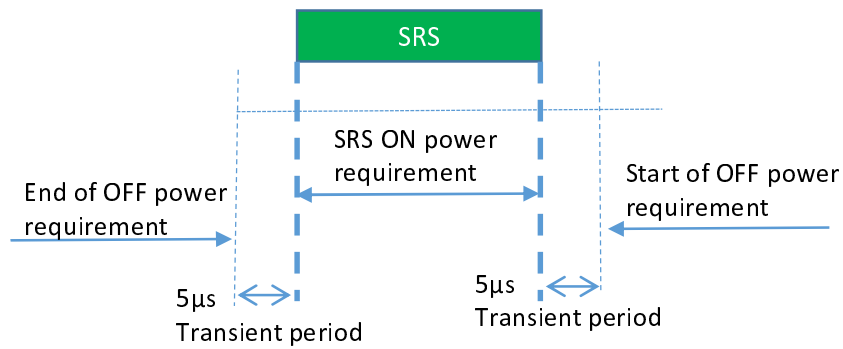 SRS
SRS ON power
requirement
End of OFF power
requirement
Start of OFF power
requirement
5µs
Transient period
5µs
Transient period